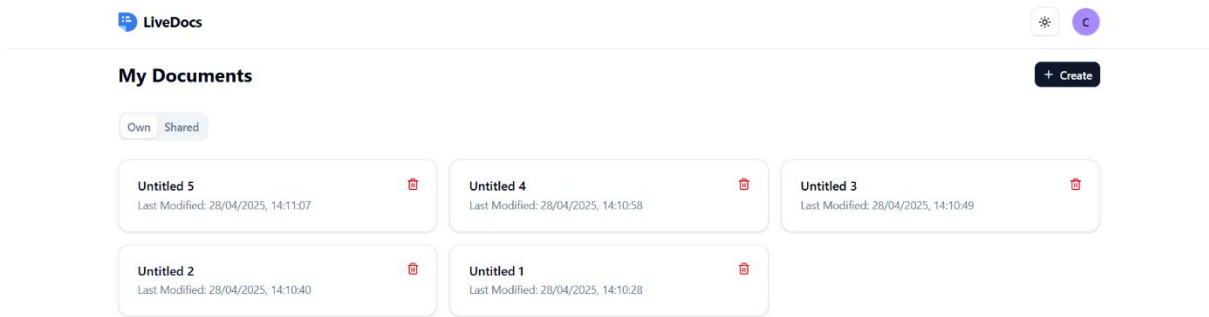 LiveDocs
C
My Documents
+ Create
Own Shared
Untitled 5
Last Modified: 28/04/2025, 14:11:07
Untitled 4
Last Modified: 28/04/2025, 14:10:58
Untitled 3
Last Modified: 28/04/2025, 14:10:49
Untitled 2
Last Modified: 28/04/2025, 14:10:40
Untitled 1
Last Modified: 28/04/2025, 14:10:28